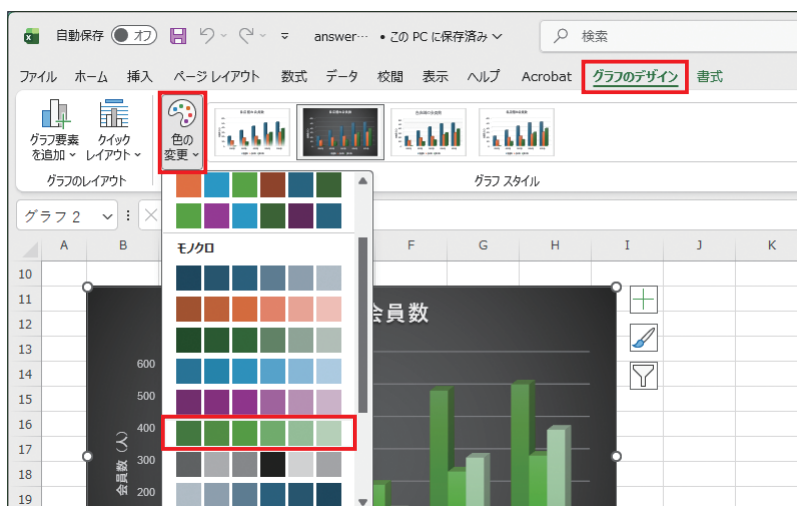 自動保存 オフ answer… • この PC に保存済み 検索
ファイル ホーム 挿入 ページ レイアウト 数式 データ 校閲 表示 ヘルプ Acrobat グラフのデザイン 書式
グラフ要素を追加 クイックレイアウト 色の変更
グラフのレイアウト グラフ スタイル
グラフ 2
A B F G H I J K
モノクロ
10
11
会員数
12
13
14 600
15 500
16 400
17 300
18 会員数（人）
19 200